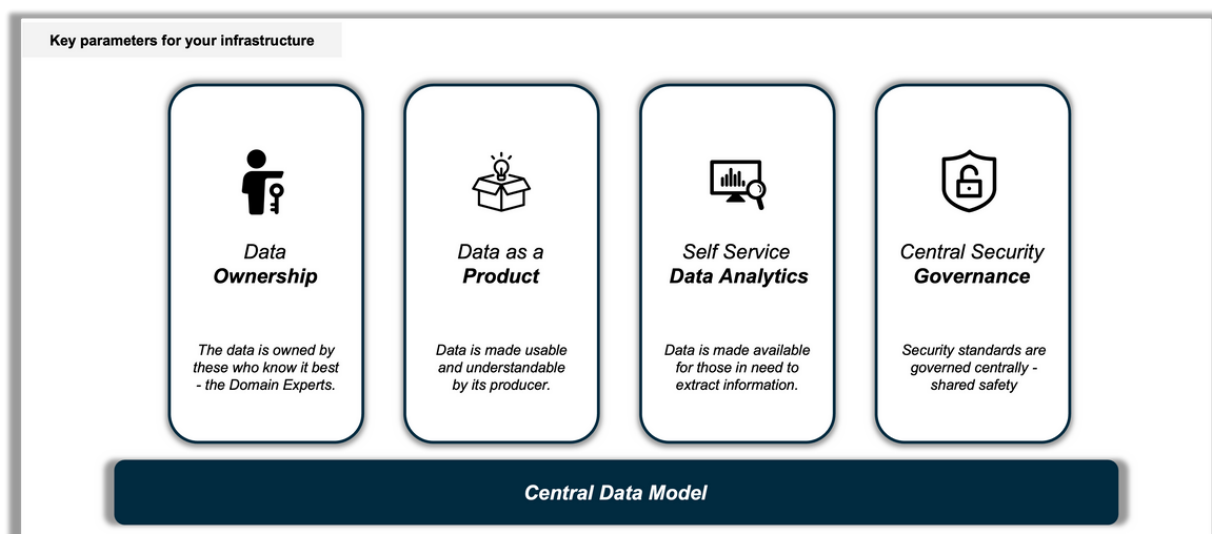 Key parameters for your infrastructure
Data
Ownership
The data is owned by
these who know it best
- the Domain Experts.
Data as a
Product
Data is made usable
and understandable
by its producer.
Self Service
Data Analytics
Data is made available
for those in need to
extract information.
Central Security
Governance
Security standards are
governed centrally -
shared safety
Central Data Model